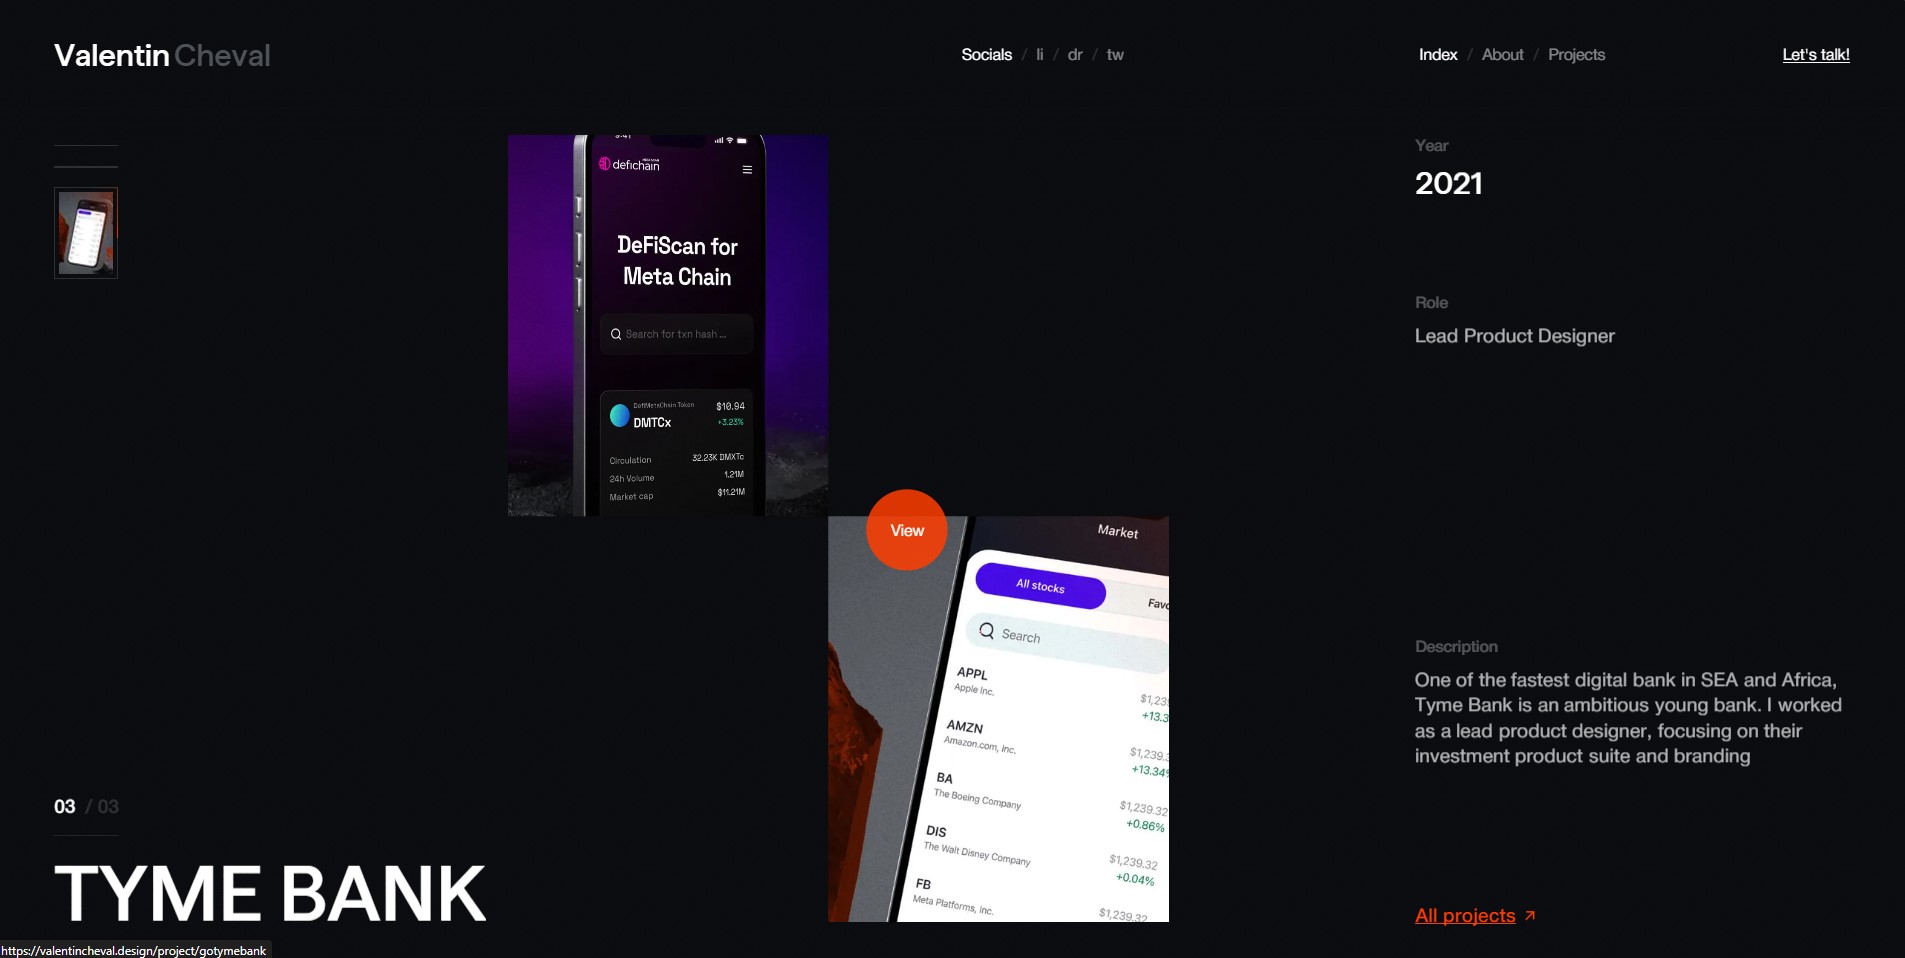 Valentin Cheval
Socials / li / dr / tw
Index / About / Projects
Let's talk!
9:41
defichain
META SCAN
DeFiScan for
Meta Chain
Search for txn hash ...
DefiMetaChain Token
DMTCx
$10.94
+3.23%
Circulation 32.23K DMXTc
24h Volume 1.21M
Market cap $11.21M
View
Market
All stocks
Favo
Search
APPL
Apple Inc.
$1,239
+13.3
AMZN
Amazon.com, Inc.
$1,239.3
+13.34%
BA
The Boeing Company
$1,239.32
+0.86%
DIS
The Walt Disney Company
$1,239.32
+0.04%
FB
Meta Platforms, Inc.
$1,239.32
Year
2021
Role
Lead Product Designer
Description
One of the fastest digital bank in SEA and Africa,
Tyme Bank is an ambitious young bank. I worked
as a lead product designer, focusing on their
investment product suite and branding
All projects ↗
03 / 03
TYME BANK
https://valentincheval.design/project/gotymebank